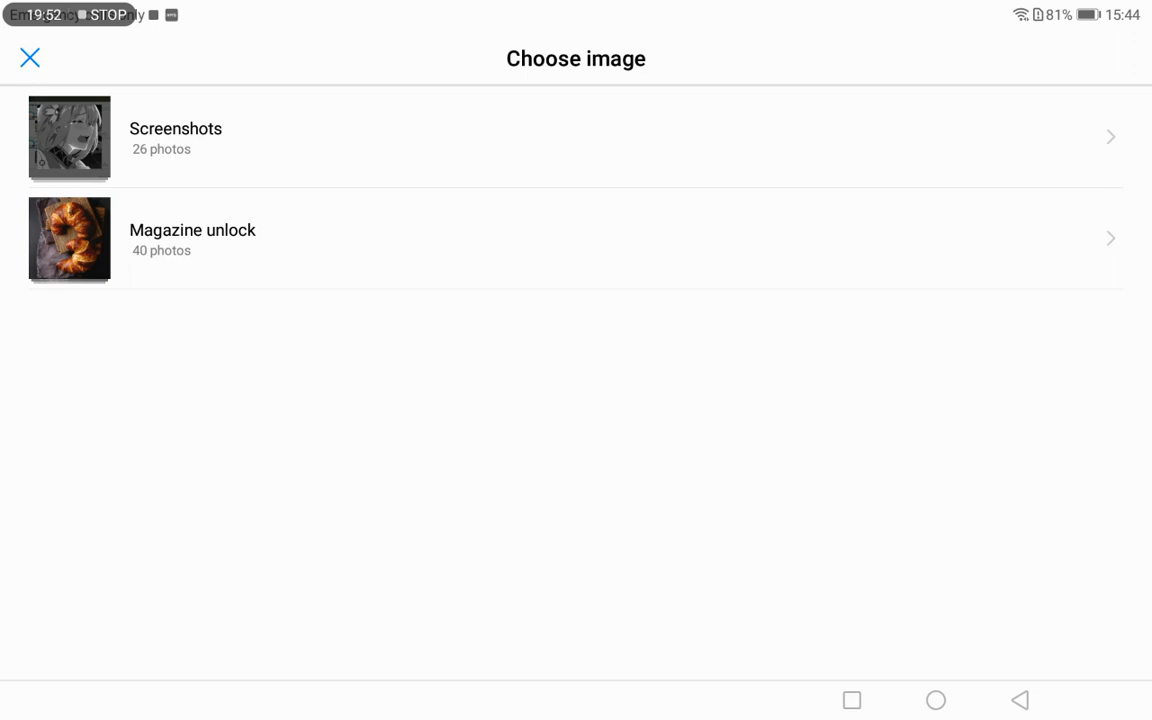 19:52 STOP
81% 15:44
Choose image
Screenshots
26 photos
Magazine unlock
40 photos